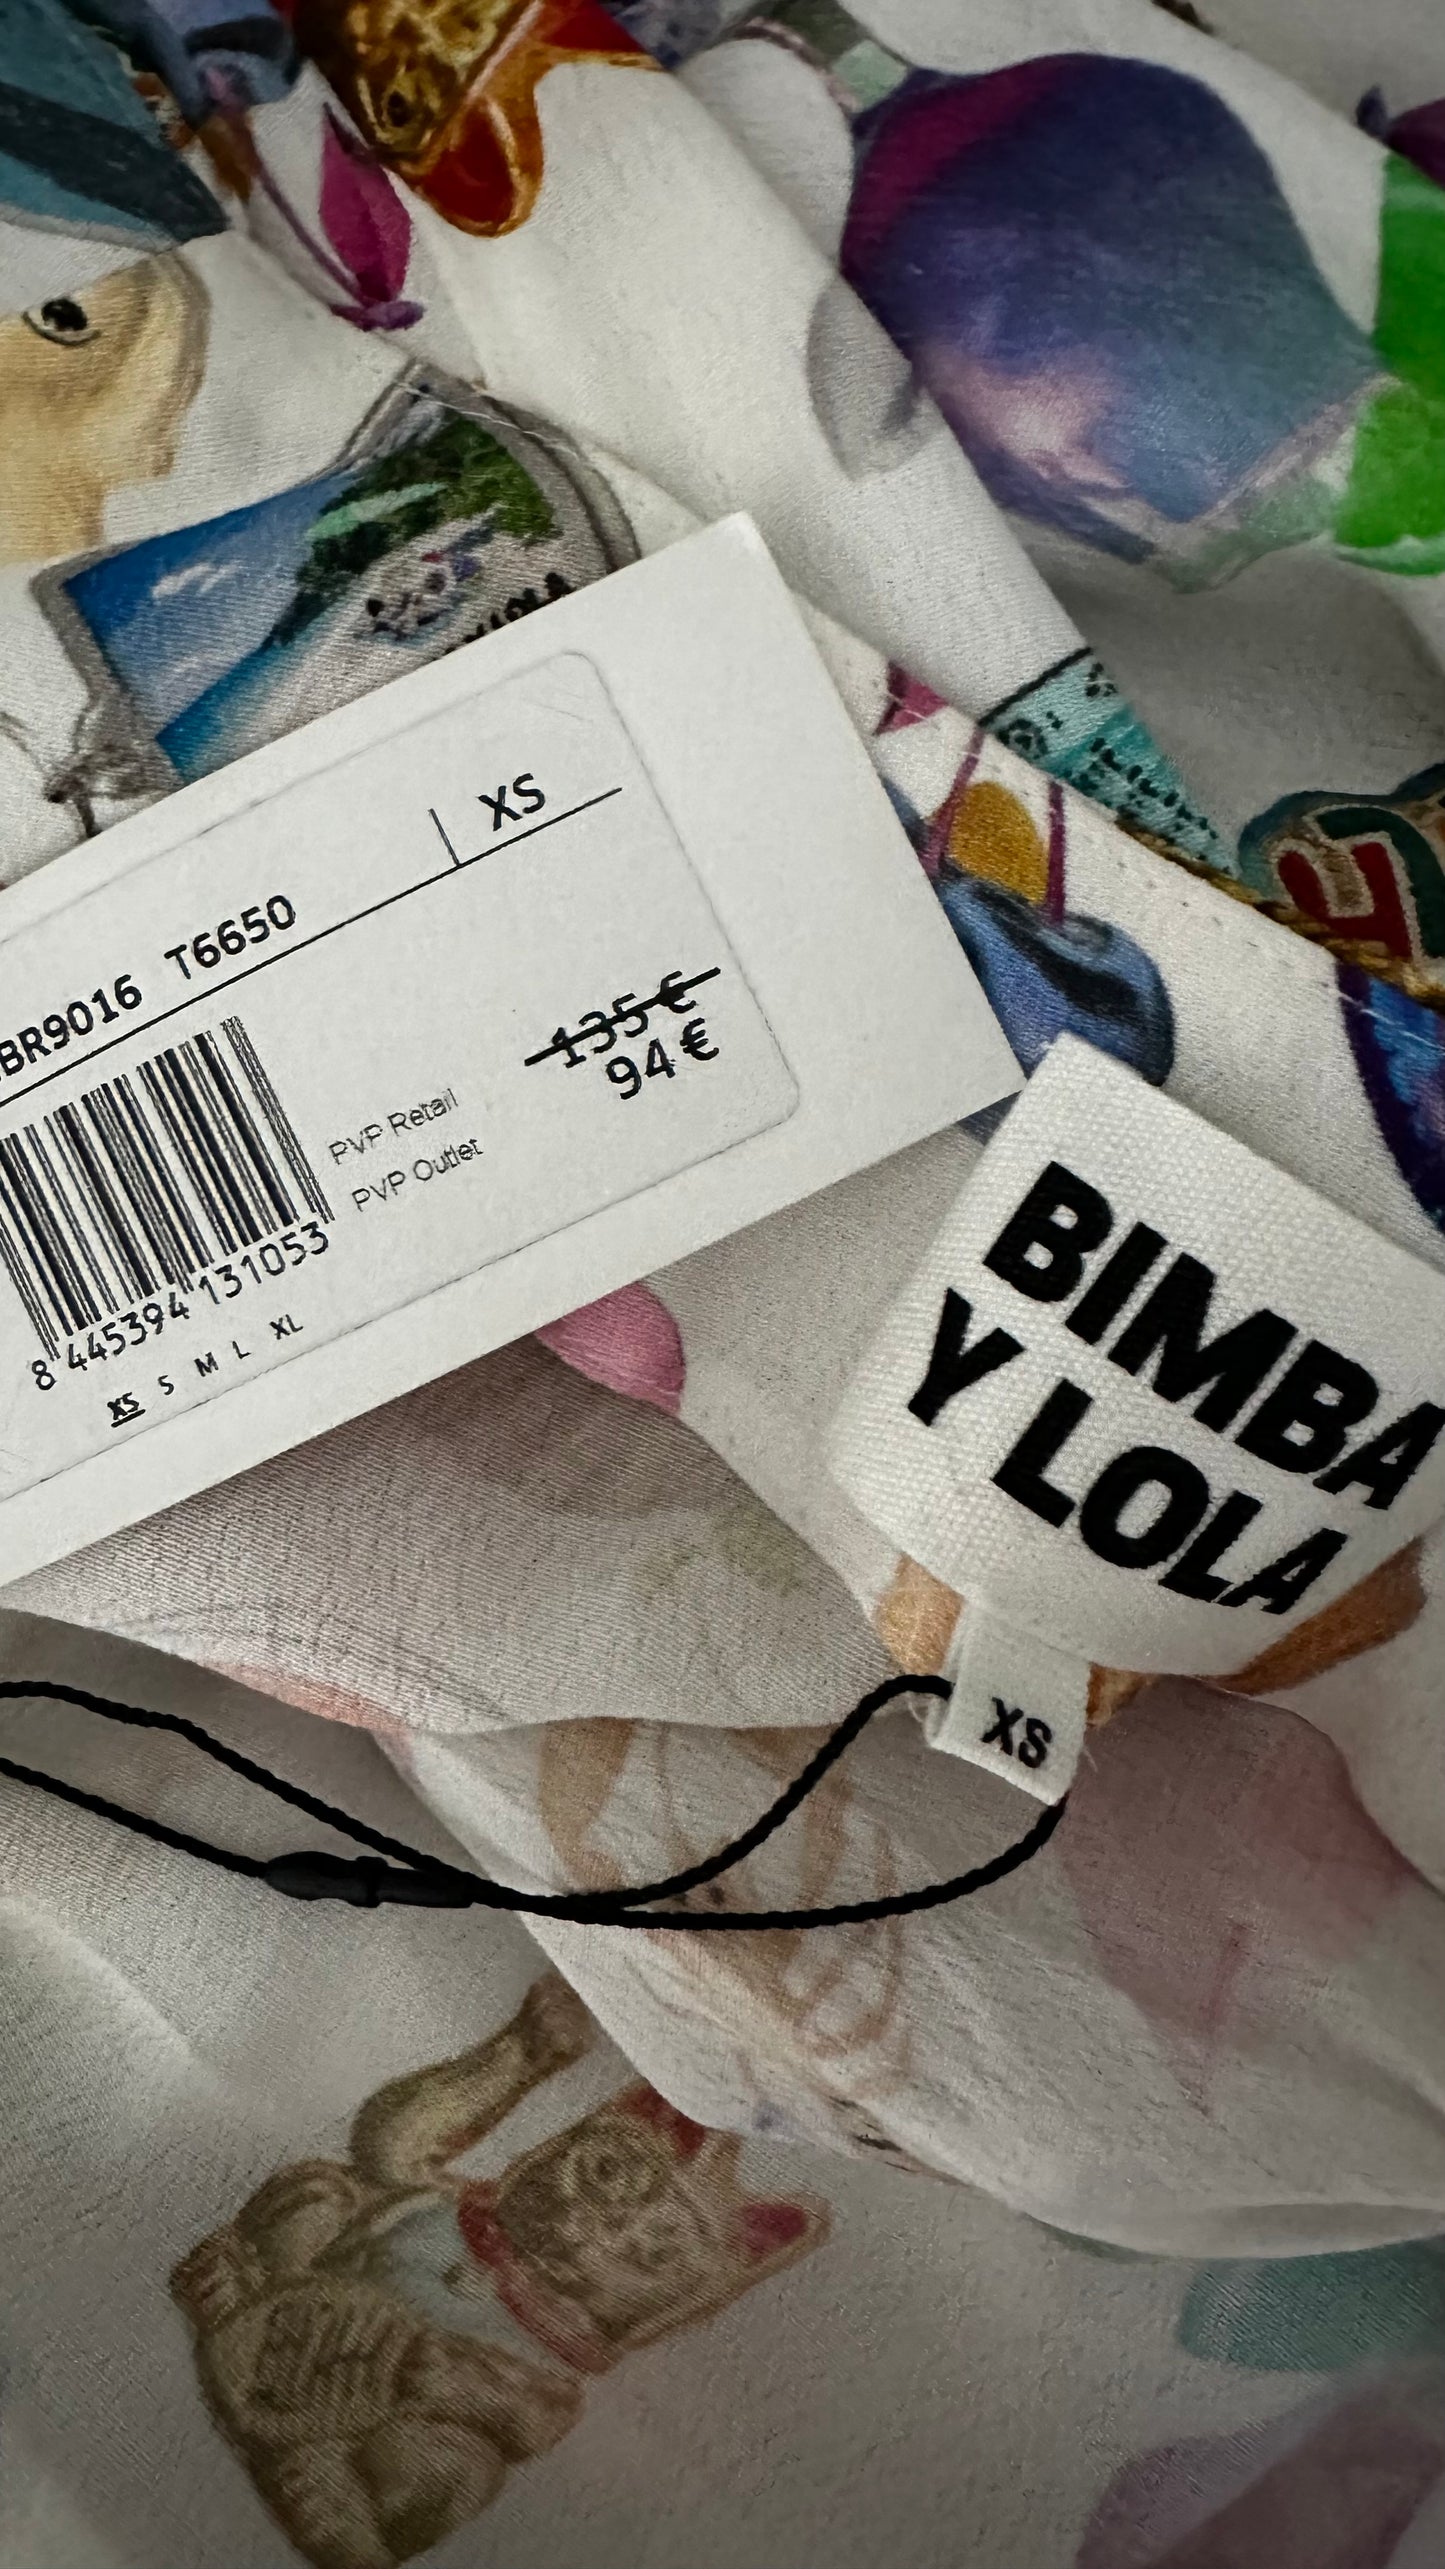 XS
BR9016 T6650
135 €
94 €
PVP Retail
PVP Outlet
8 445394 131053
XS S M L XL
BIMBA
Y LOLA
XS